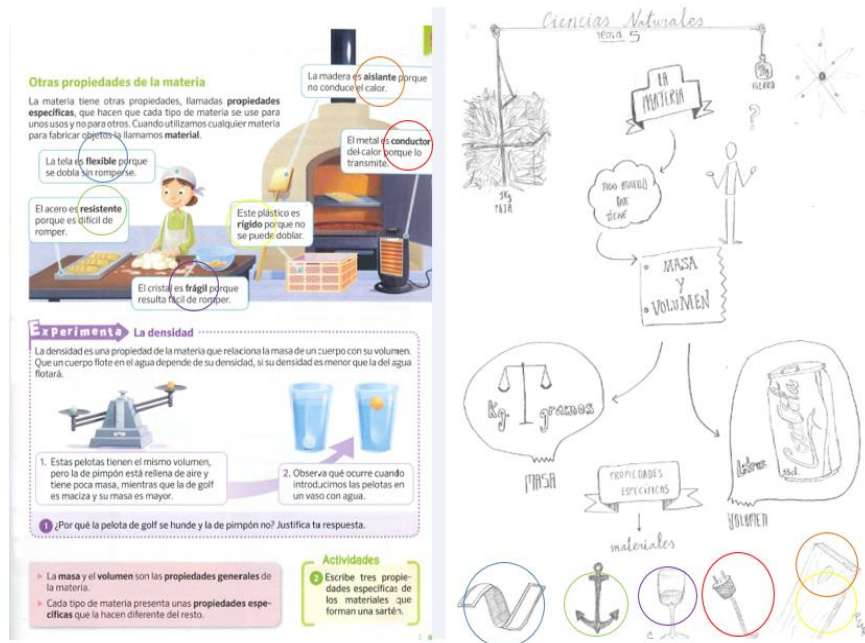 Otras propiedades de la materia
La materia tiene otras propiedades, llamadas propiedades
específicas, que hacen que cada tipo de materia se use para
unos usos y no para otros. Cuando utilizamos cualquier materia
para fabricar objetos la llamamos material.
La madera es aislante porque
no conduce el calor.
El metal es conductor
del calor porque lo
transmite.
La tela es flexible porque
se dobla sin romperse.
El acero es resistente
porque es difícil de
romper.
Este plástico es
rígido porque no
se puede doblar.
El cristal es frágil porque
resulta fácil de romper.
Experimenta La densidad
La densidad es una propiedad de la materia que relaciona la masa de un cuerpo con su volumen.
Que un cuerpo flote en el agua depende de su densidad, si su densidad es menor que la del agua
flotará.
1. Estas pelotas tienen el mismo volumen,
pero la de pimpón está rellena de aire y
tiene poca masa, mientras que la de golf
es maciza y su masa es mayor.
2. Observa qué ocurre cuando
introducimos las pelotas en
un vaso con agua.
1 ¿Por qué la pelota de golf se hunde y la de pimpón no? Justifica tu respuesta.
La masa y el volumen son las propiedades generales de
la materia.
Cada tipo de materia presenta unas propiedades espe-
cíficas que la hacen diferente del resto.
Actividades
2 Escribe tres propie-
dades específicas de
los materiales que
forman una sartén.
Ciencias Naturales
Tema 5
1Kg
HIERRO
1Kg
PAJA
LA
MATERIA
?
TODO AQUELLO
QUE
TIENE
MASA
Y
VOLUMEN
Kg. gramos
MASA
CocaCola
33cl.
Litros
VOLUMEN
PROPIEDADES
ESPECÍFICAS
materiales